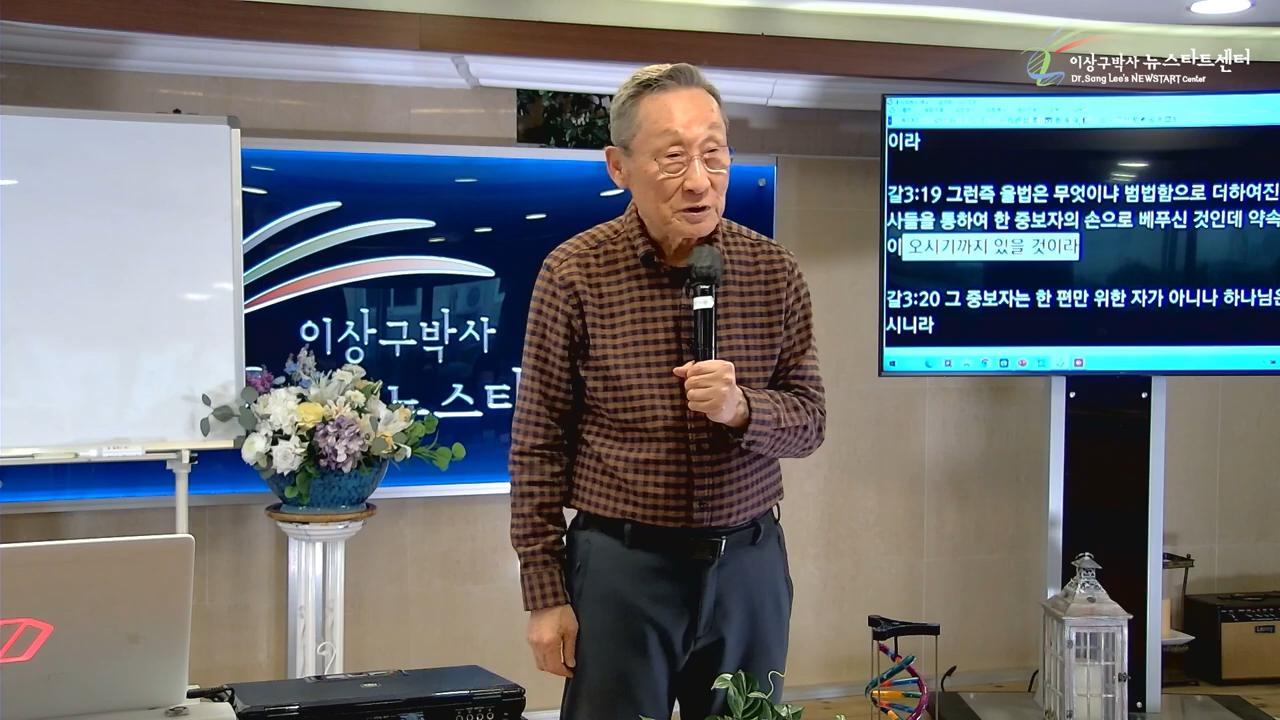 이상구박사 뉴스타트센터
Dr. Sang Lee's NEWSTART Center
이라
갈3:19 그런즉 율법은 무엇이냐 범법함으로 더하여진
사들을 통하여 한 중보자의 손으로 베푸신 것인데 약속
이 오시기까지 있을 것이라
갈3:20 그 중보자는 한 편만 위한 자가 아니나 하나님은
시니라
이상구박사
뉴스타
Laney